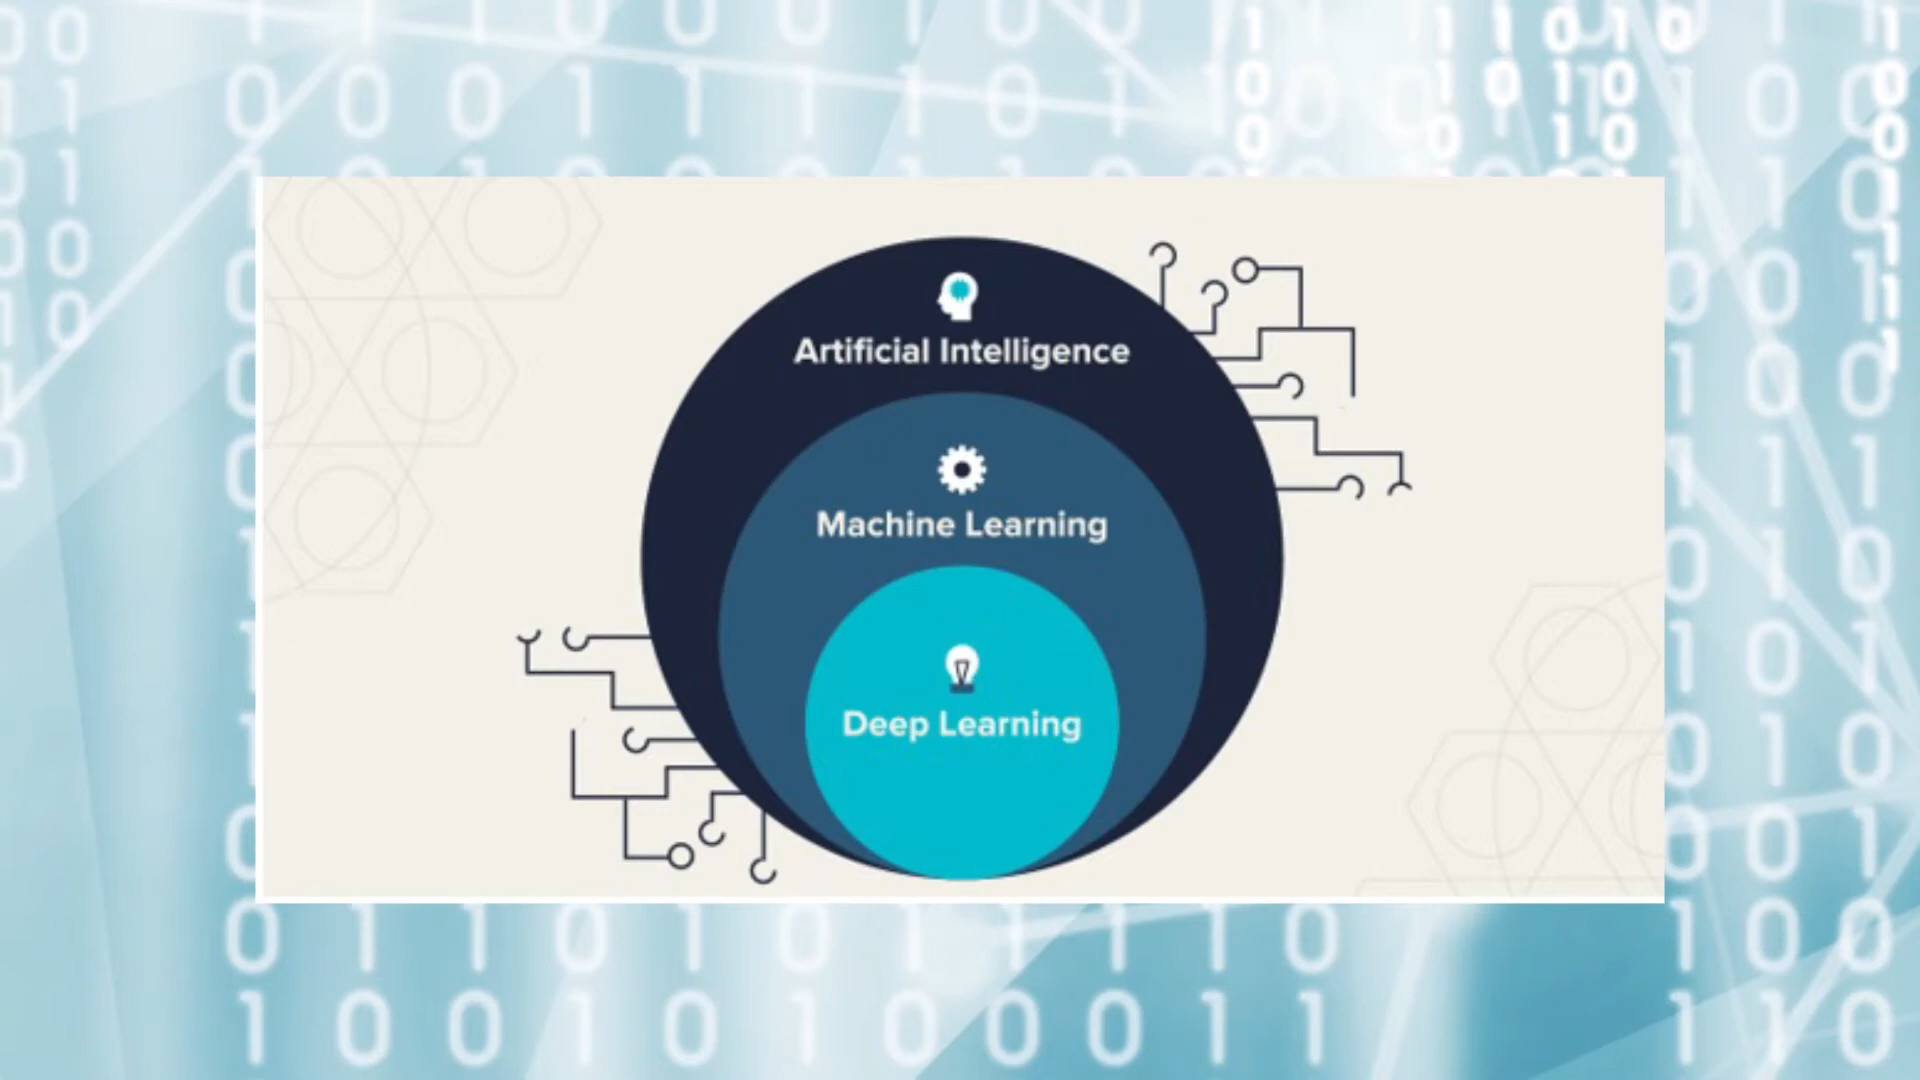 Artificial Intelligence
Machine Learning
Deep Learning